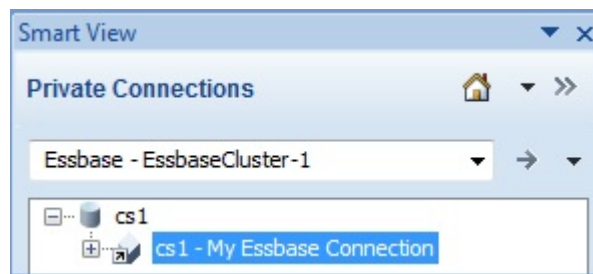 Smart View
Private Connections
Essbase - EssbaseCluster-1
cs1
cs1 - My Essbase Connection